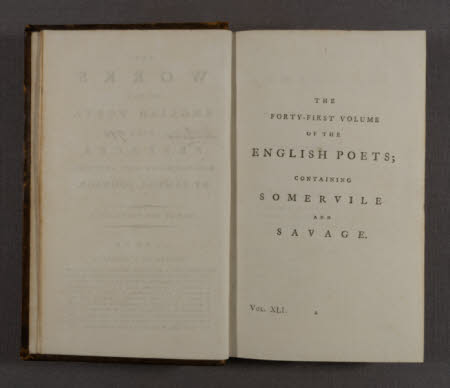 THE
FORTY-FIRST VOLUME
OF THE
ENGLISH POETS;
CONTAINING
SOMERVILE
AND
SAVAGE.
VOL. XLI. a